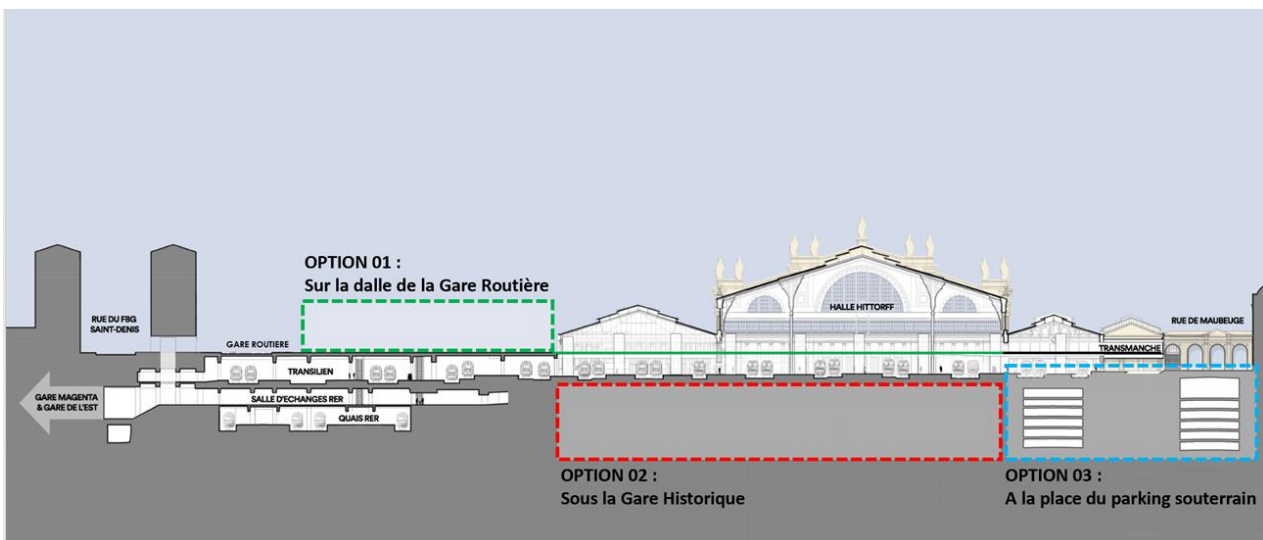 OPTION 01 :
Sur la dalle de la Gare Routière
RUE DU FBG
SAINT-DENIS
GARE ROUTIERE
HALLE HITTORFF
RUE DE MAUBEUGE
TRANSMANCHE
TRANSILIEN
GARE MAGENTA
& GARE DE L'EST
SALLE D'ECHANGES RER
QUAIS RER
OPTION 02 :
Sous la Gare Historique
OPTION 03 :
A la place du parking souterrain